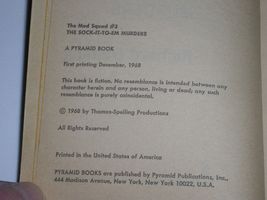 The Mod Squad #3
THE SOCK-IT-TO-EM MURDERS
A PYRAMID BOOK
First printing December, 1968
This book is fiction. No resemblance is intended between any
character herein and any person, living or dead; any such
resemblance is purely coincidental.
© 1968 by Thomas-Spelling Productions
All Rights Reserved
Printed in the United States of America
PYRAMID BOOKS are published by Pyramid Publications, Inc.,
444 Madison Avenue, New York, New York 10022, U.S.A.